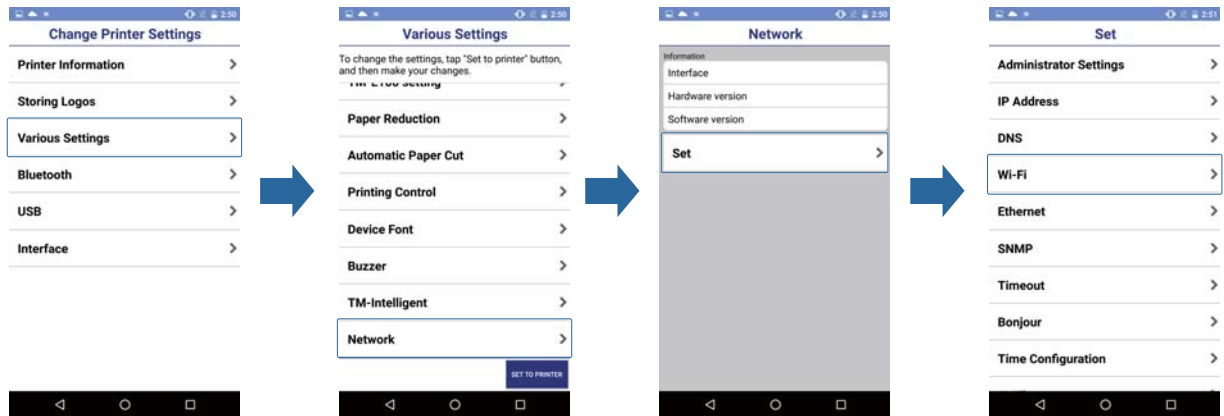 2:50
Change Printer Settings
Printer Information
Storing Logos
Various Settings
Bluetooth
USB
Interface
2:50
Various Settings
To change the settings, tap "Set to printer" button,
and then make your changes.
Paper Reduction
Automatic Paper Cut
Printing Control
Device Font
Buzzer
TM-Intelligent
Network
SET TO PRINTER
2:50
Network
Information
Interface
Hardware version
Software version
Set
2:51
Set
Administrator Settings
IP Address
DNS
Wi-Fi
Ethernet
SNMP
Timeout
Bonjour
Time Configuration